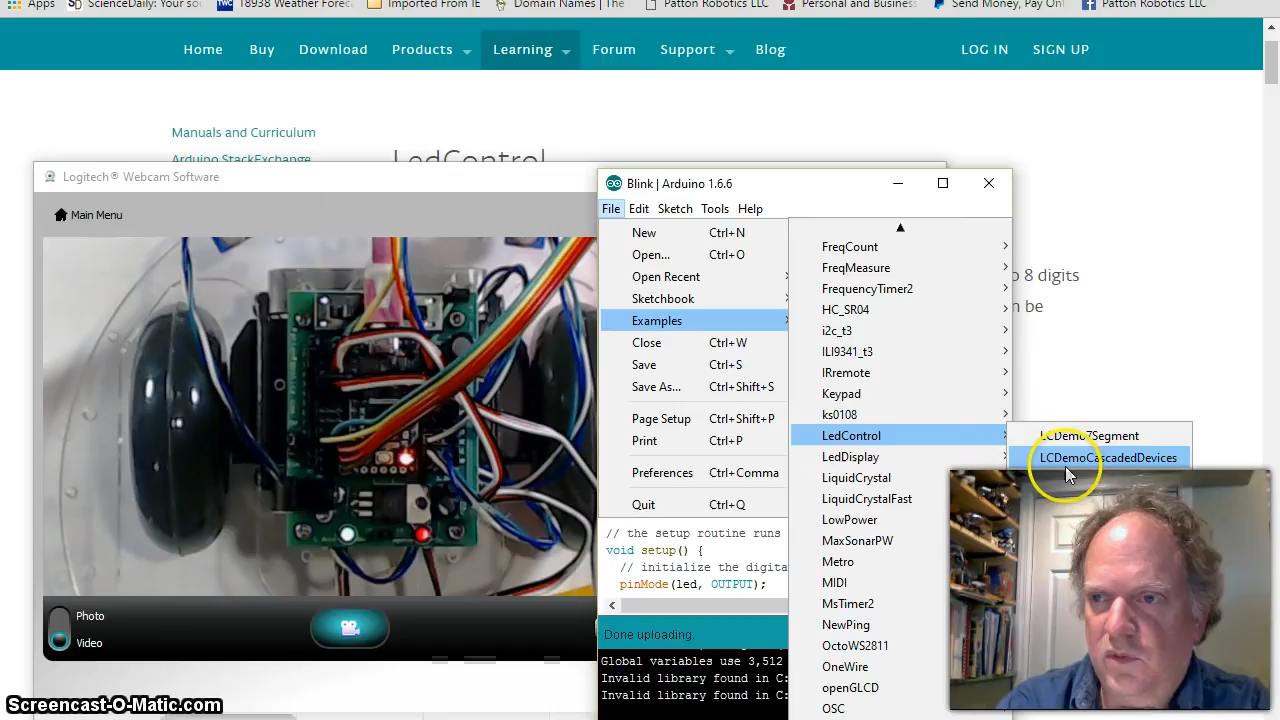 Apps ScienceDaily: Your so 18938 Weather Foreca Imported From IE Domain Names | The Patton Robotics LLC Personal and Business Send Money, Pay Onl Patton Robotics LLC
Home Buy Download Products Learning Forum Support Blog LOG IN SIGN UP
Manuals and Curriculum
Arduino StackExchange
LedControl
8 digits
n be
Logitech® Webcam Software
Main Menu
Photo
Video
Blink | Arduino 1.6.6
File Edit Sketch Tools Help
New Ctrl+N
Open... Ctrl+O
Open Recent
Sketchbook
Examples
Close Ctrl+W
Save Ctrl+S
Save As... Ctrl+Shift+S
Page Setup Ctrl+Shift+P
Print Ctrl+P
Preferences Ctrl+Comma
Quit Ctrl+Q
FreqCount
FreqMeasure
FrequencyTimer2
HC_SR04
i2c_t3
ILI9341_t3
IRremote
Keypad
ks0108
LedControl
LedDisplay
LiquidCrystal
LiquidCrystalFast
LowPower
MaxSonarPW
Metro
MIDI
MsTimer2
NewPing
OctoWS2811
OneWire
openGLCD
OSC
LCDemo7Segment
LCDemoCascadedDevices
// the setup routine runs
void setup() {
// initialize the digita
pinMode(led, OUTPUT);
Done uploading.
Global variables use 3,512
Invalid library found in C:
Invalid library found in C:
Screencast-O-Matic.com